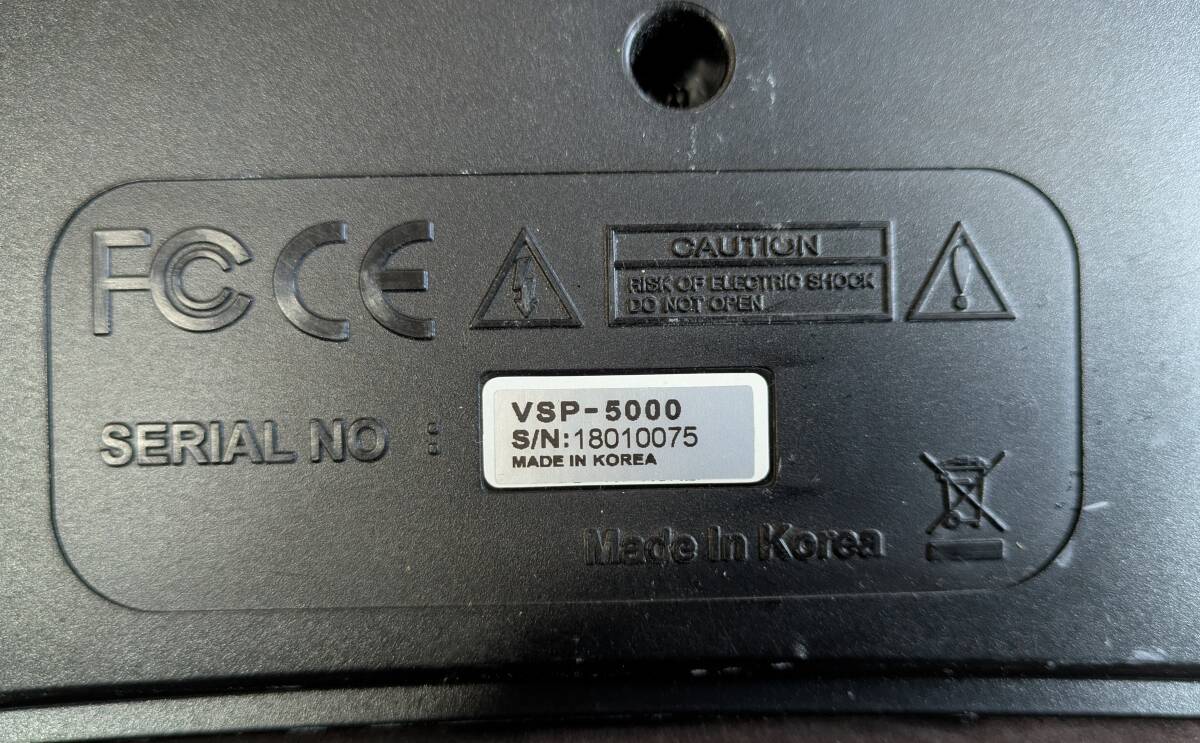 FC CE
CAUTION
RISK OF ELECTRIC SHOCK
DO NOT OPEN
SERIAL NO :
VSP-5000
S/N:18010075
MADE IN KOREA
Made In Korea